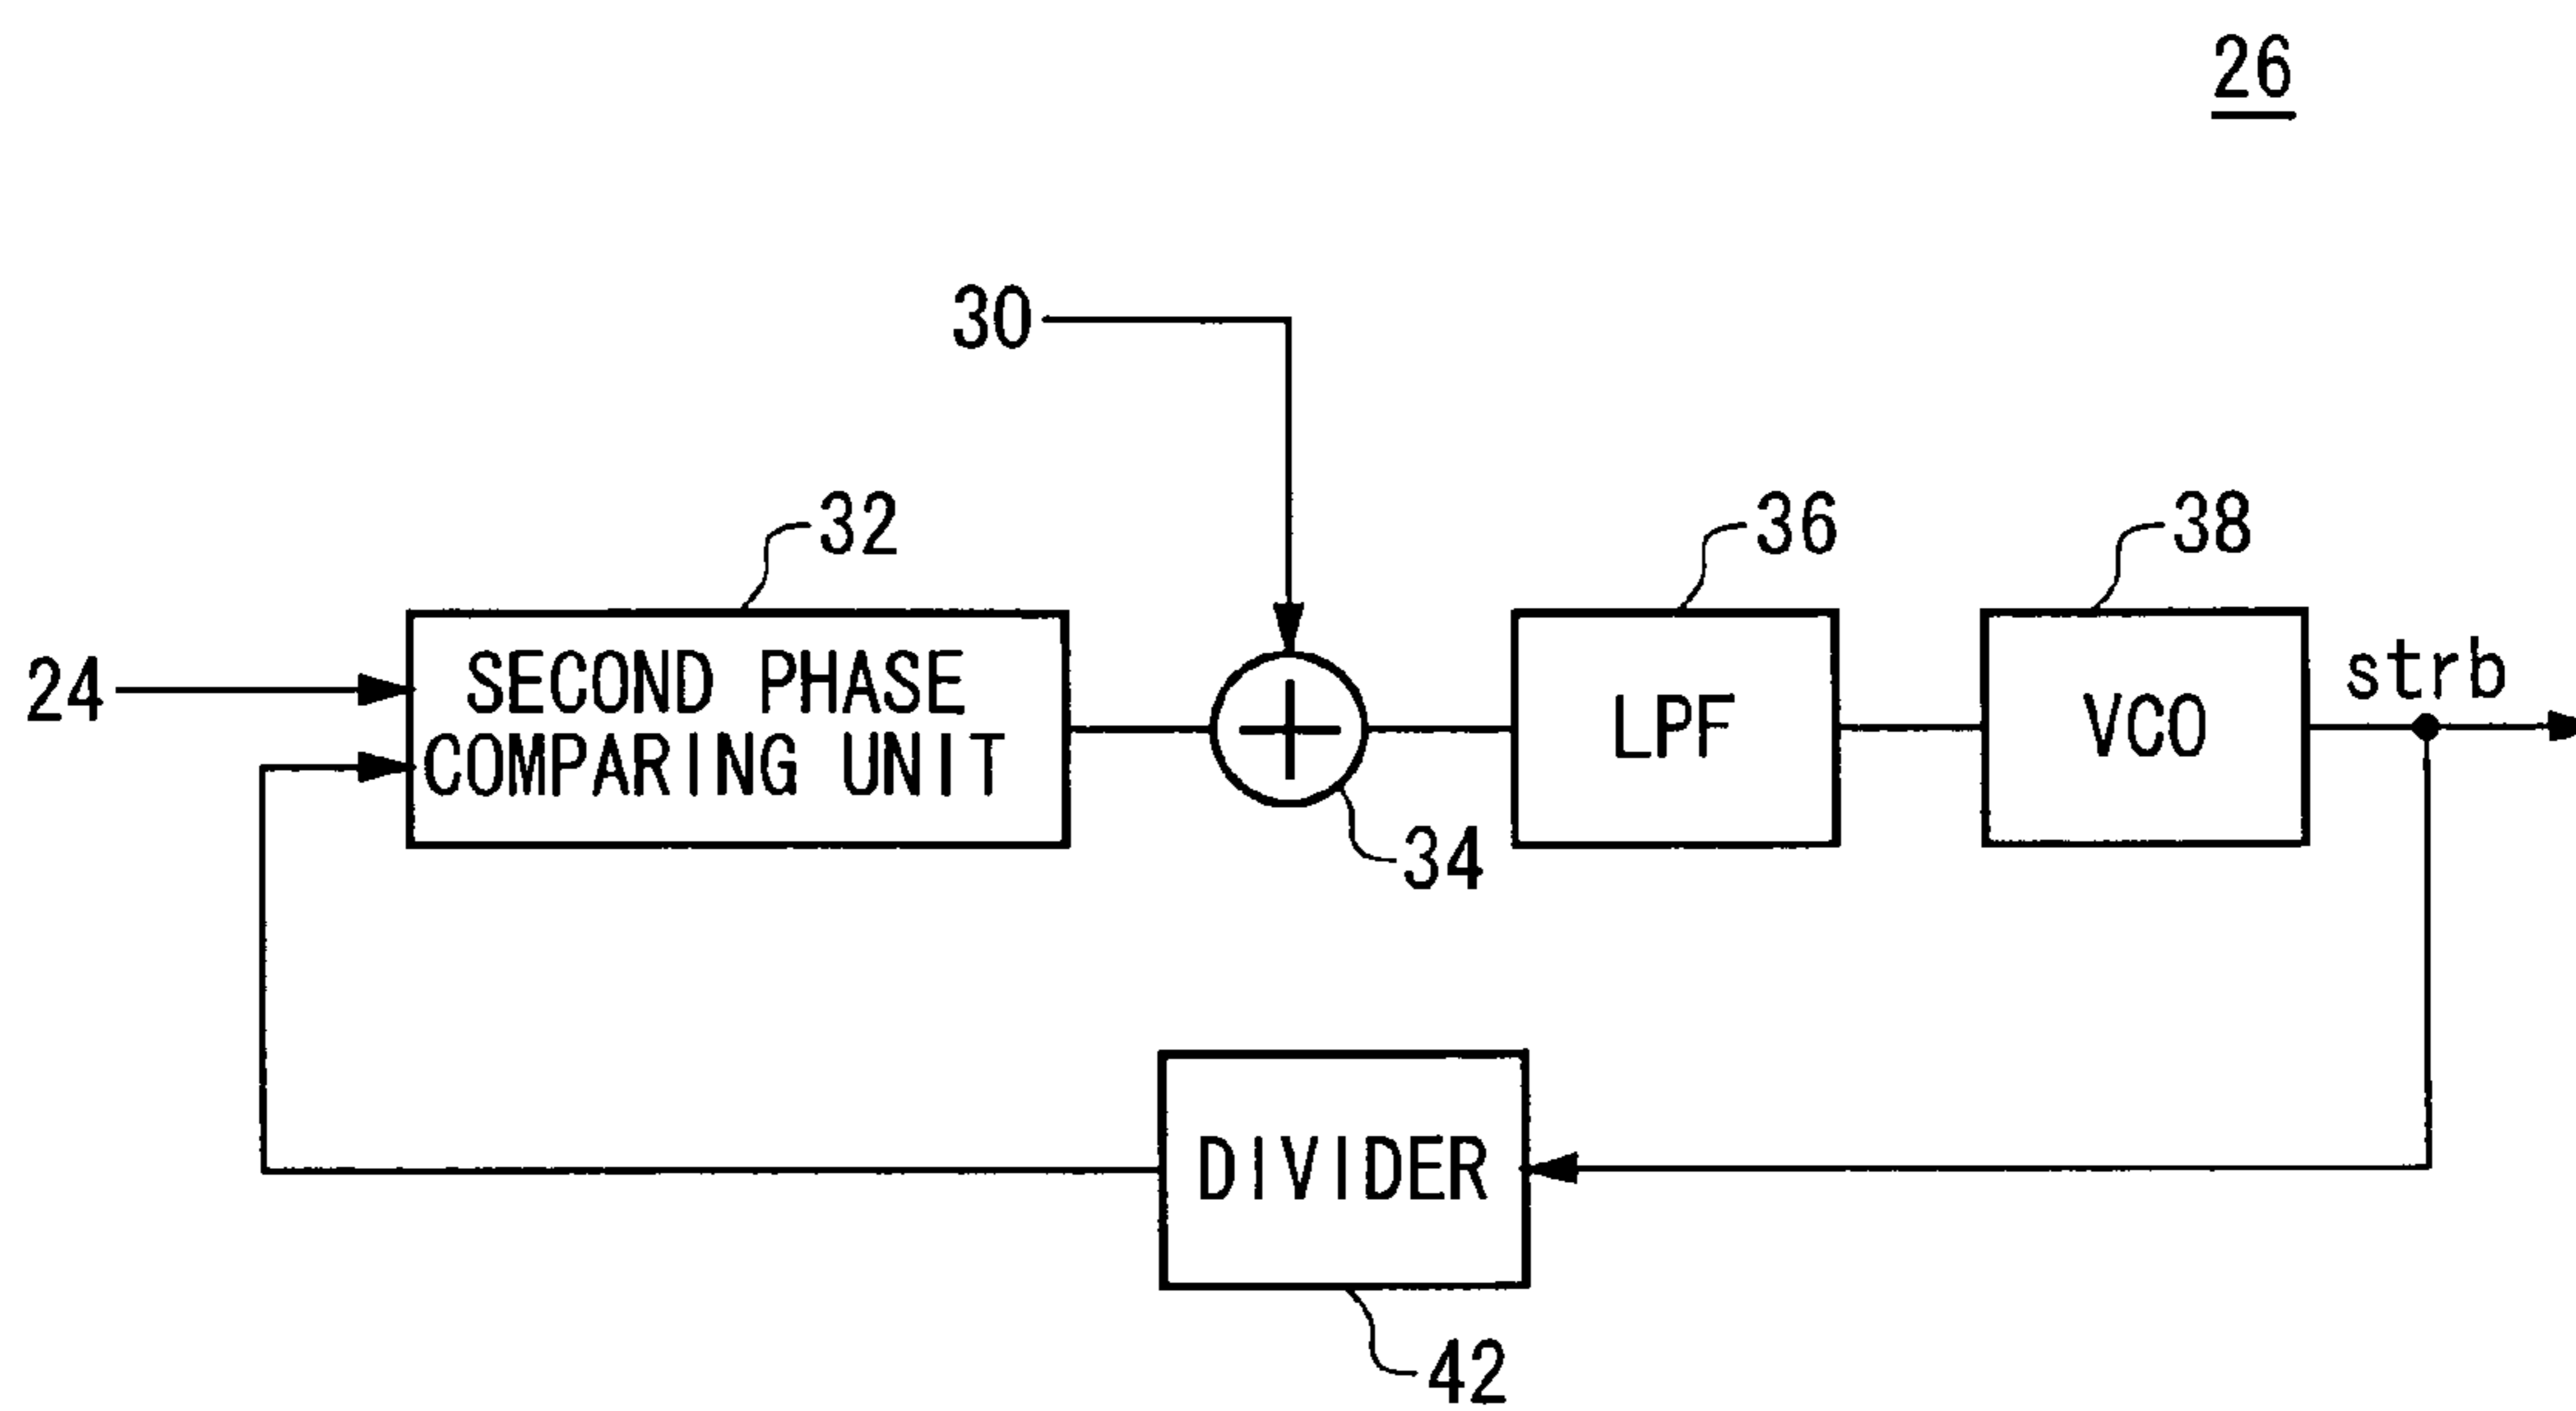 26
30
32
36
38
24
SECOND PHASE
COMPARING UNIT
LPF
VCO
strb
34
DIVIDER
42